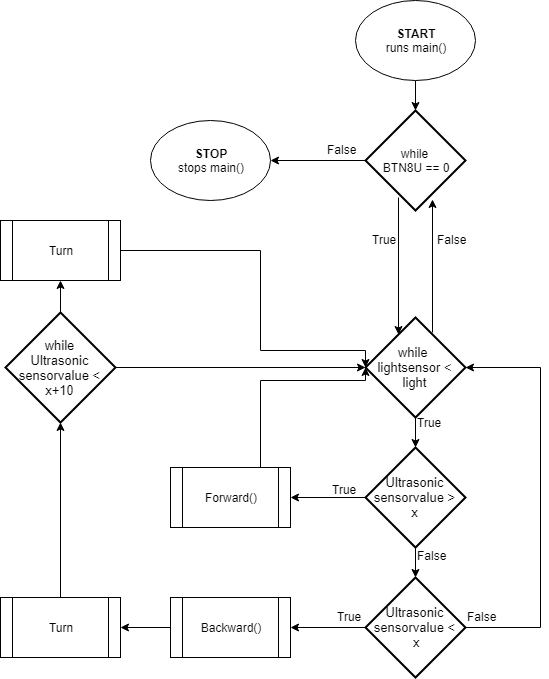 START
runs main()
while
BTN8U == 0
False
STOP
stops main()
True
False
Turn
while
Ultrasonic
sensorvalue <
x+10
while
lightsensor <
light
True
Ultrasonic
sensorvalue >
x
True
Forward()
False
Ultrasonic
sensorvalue <
x
True
False
Backward()
Turn